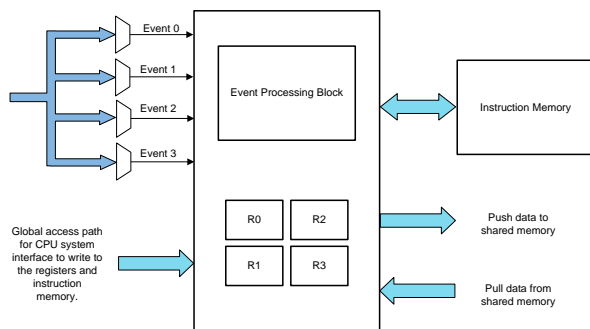 Event 0
Event 1
Event 2
Event 3
Event Processing Block
Instruction Memory
R0
R2
R1
R3
Global access path
for CPU system
interface to write to
the registers and
instruction
memory.
Push data to
shared memory
Pull data from
shared memory